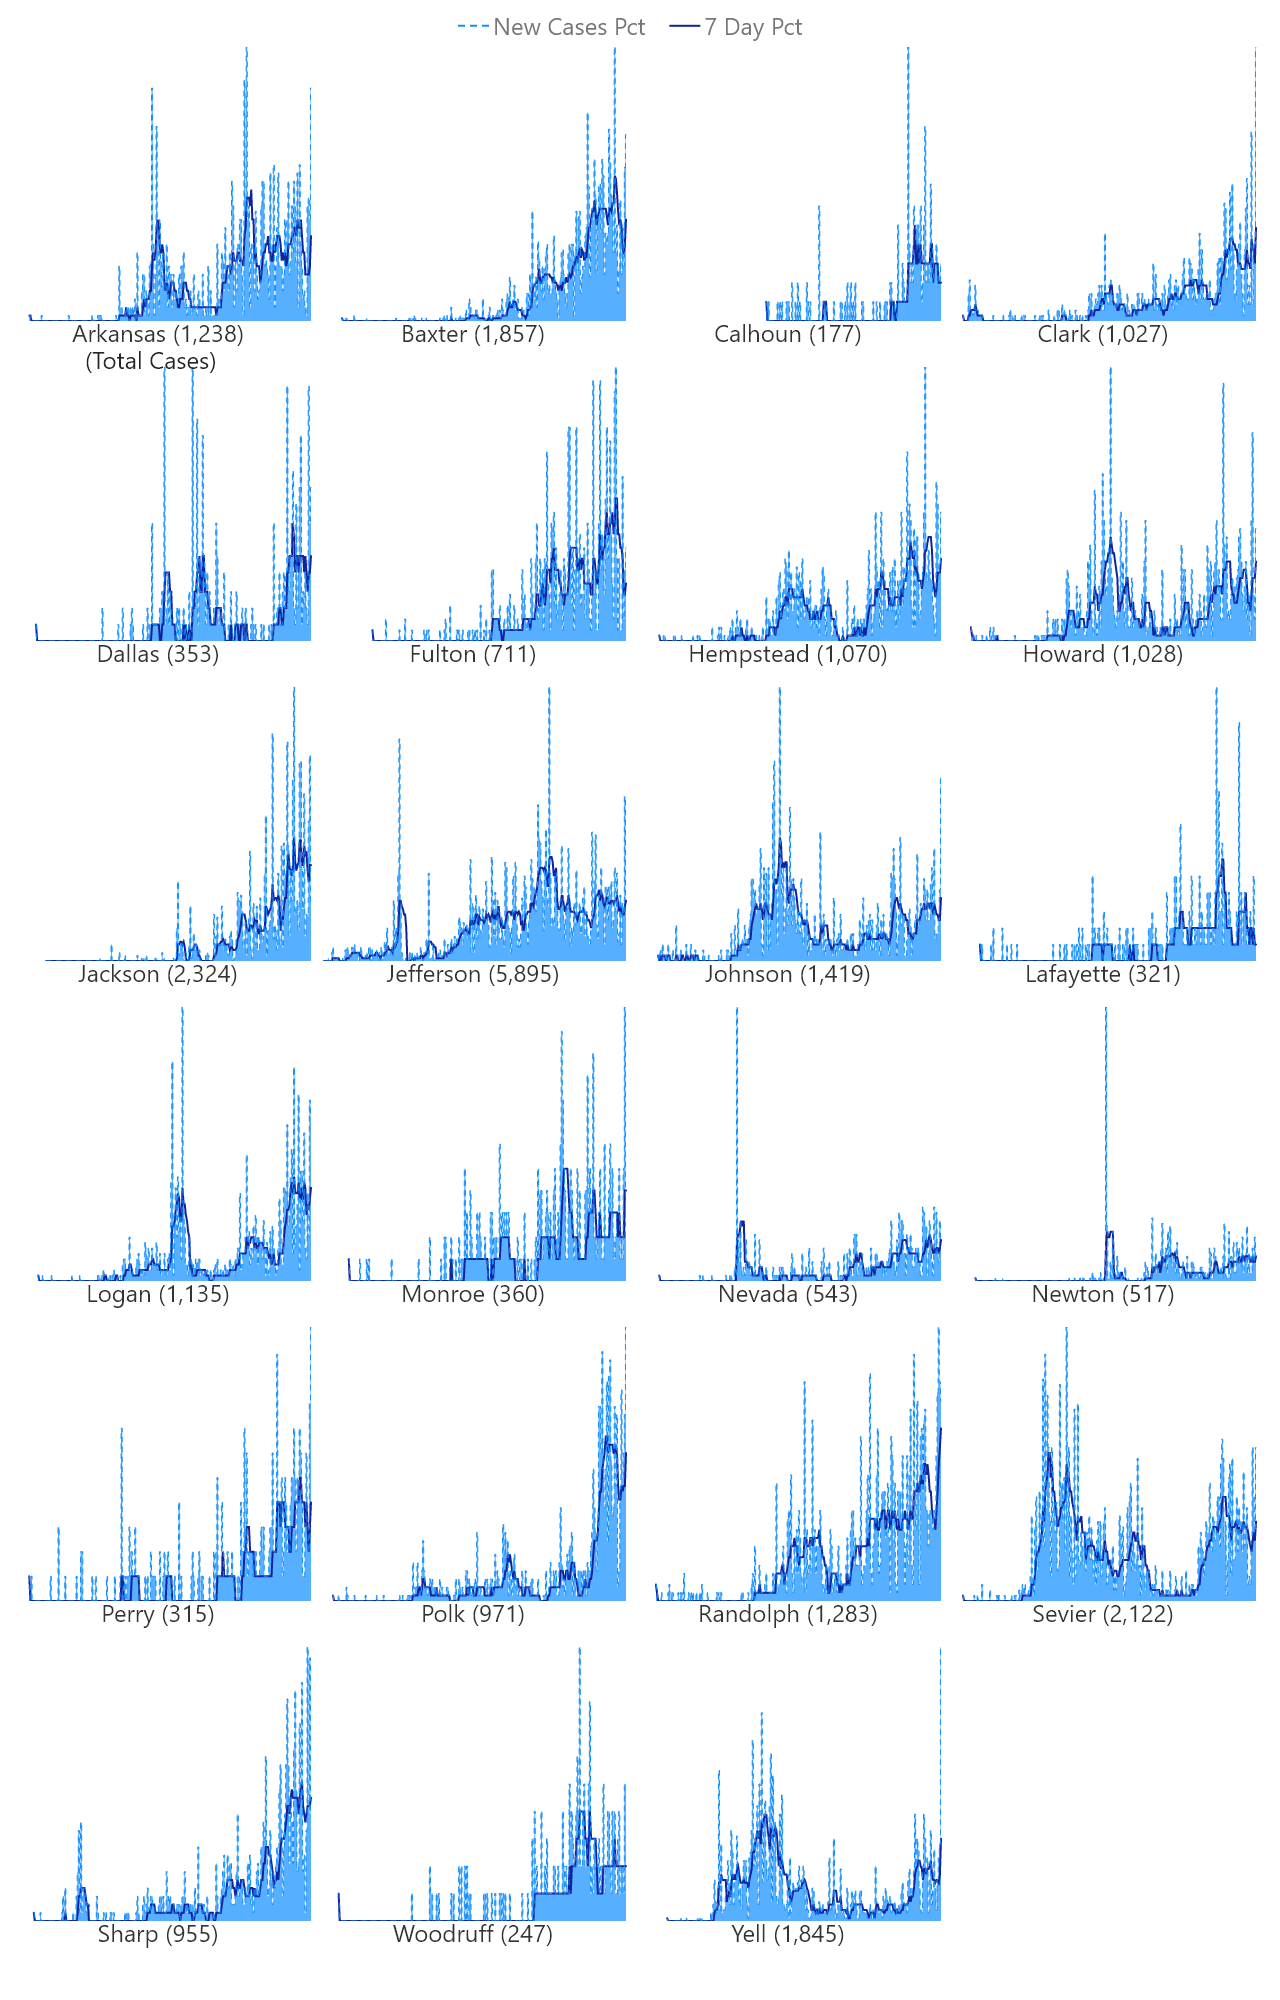 New Cases Pct 7 Day Pct
Arkansas (1,238) Baxter (1,857) Calhoun (177) Clark (1,027)
(Total Cases)
Dallas (353) Fulton (711) Hempstead (1,070) Howard (1,028)
Jackson (2,324) Jefferson (5,895) Johnson (1,419) Lafayette (321)
Logan (1,135) Monroe (360) Nevada (543) Newton (517)
Perry (315) Polk (971) Randolph (1,283) Sevier (2,122)
Sharp (955) Woodruff (247) Yell (1,845)